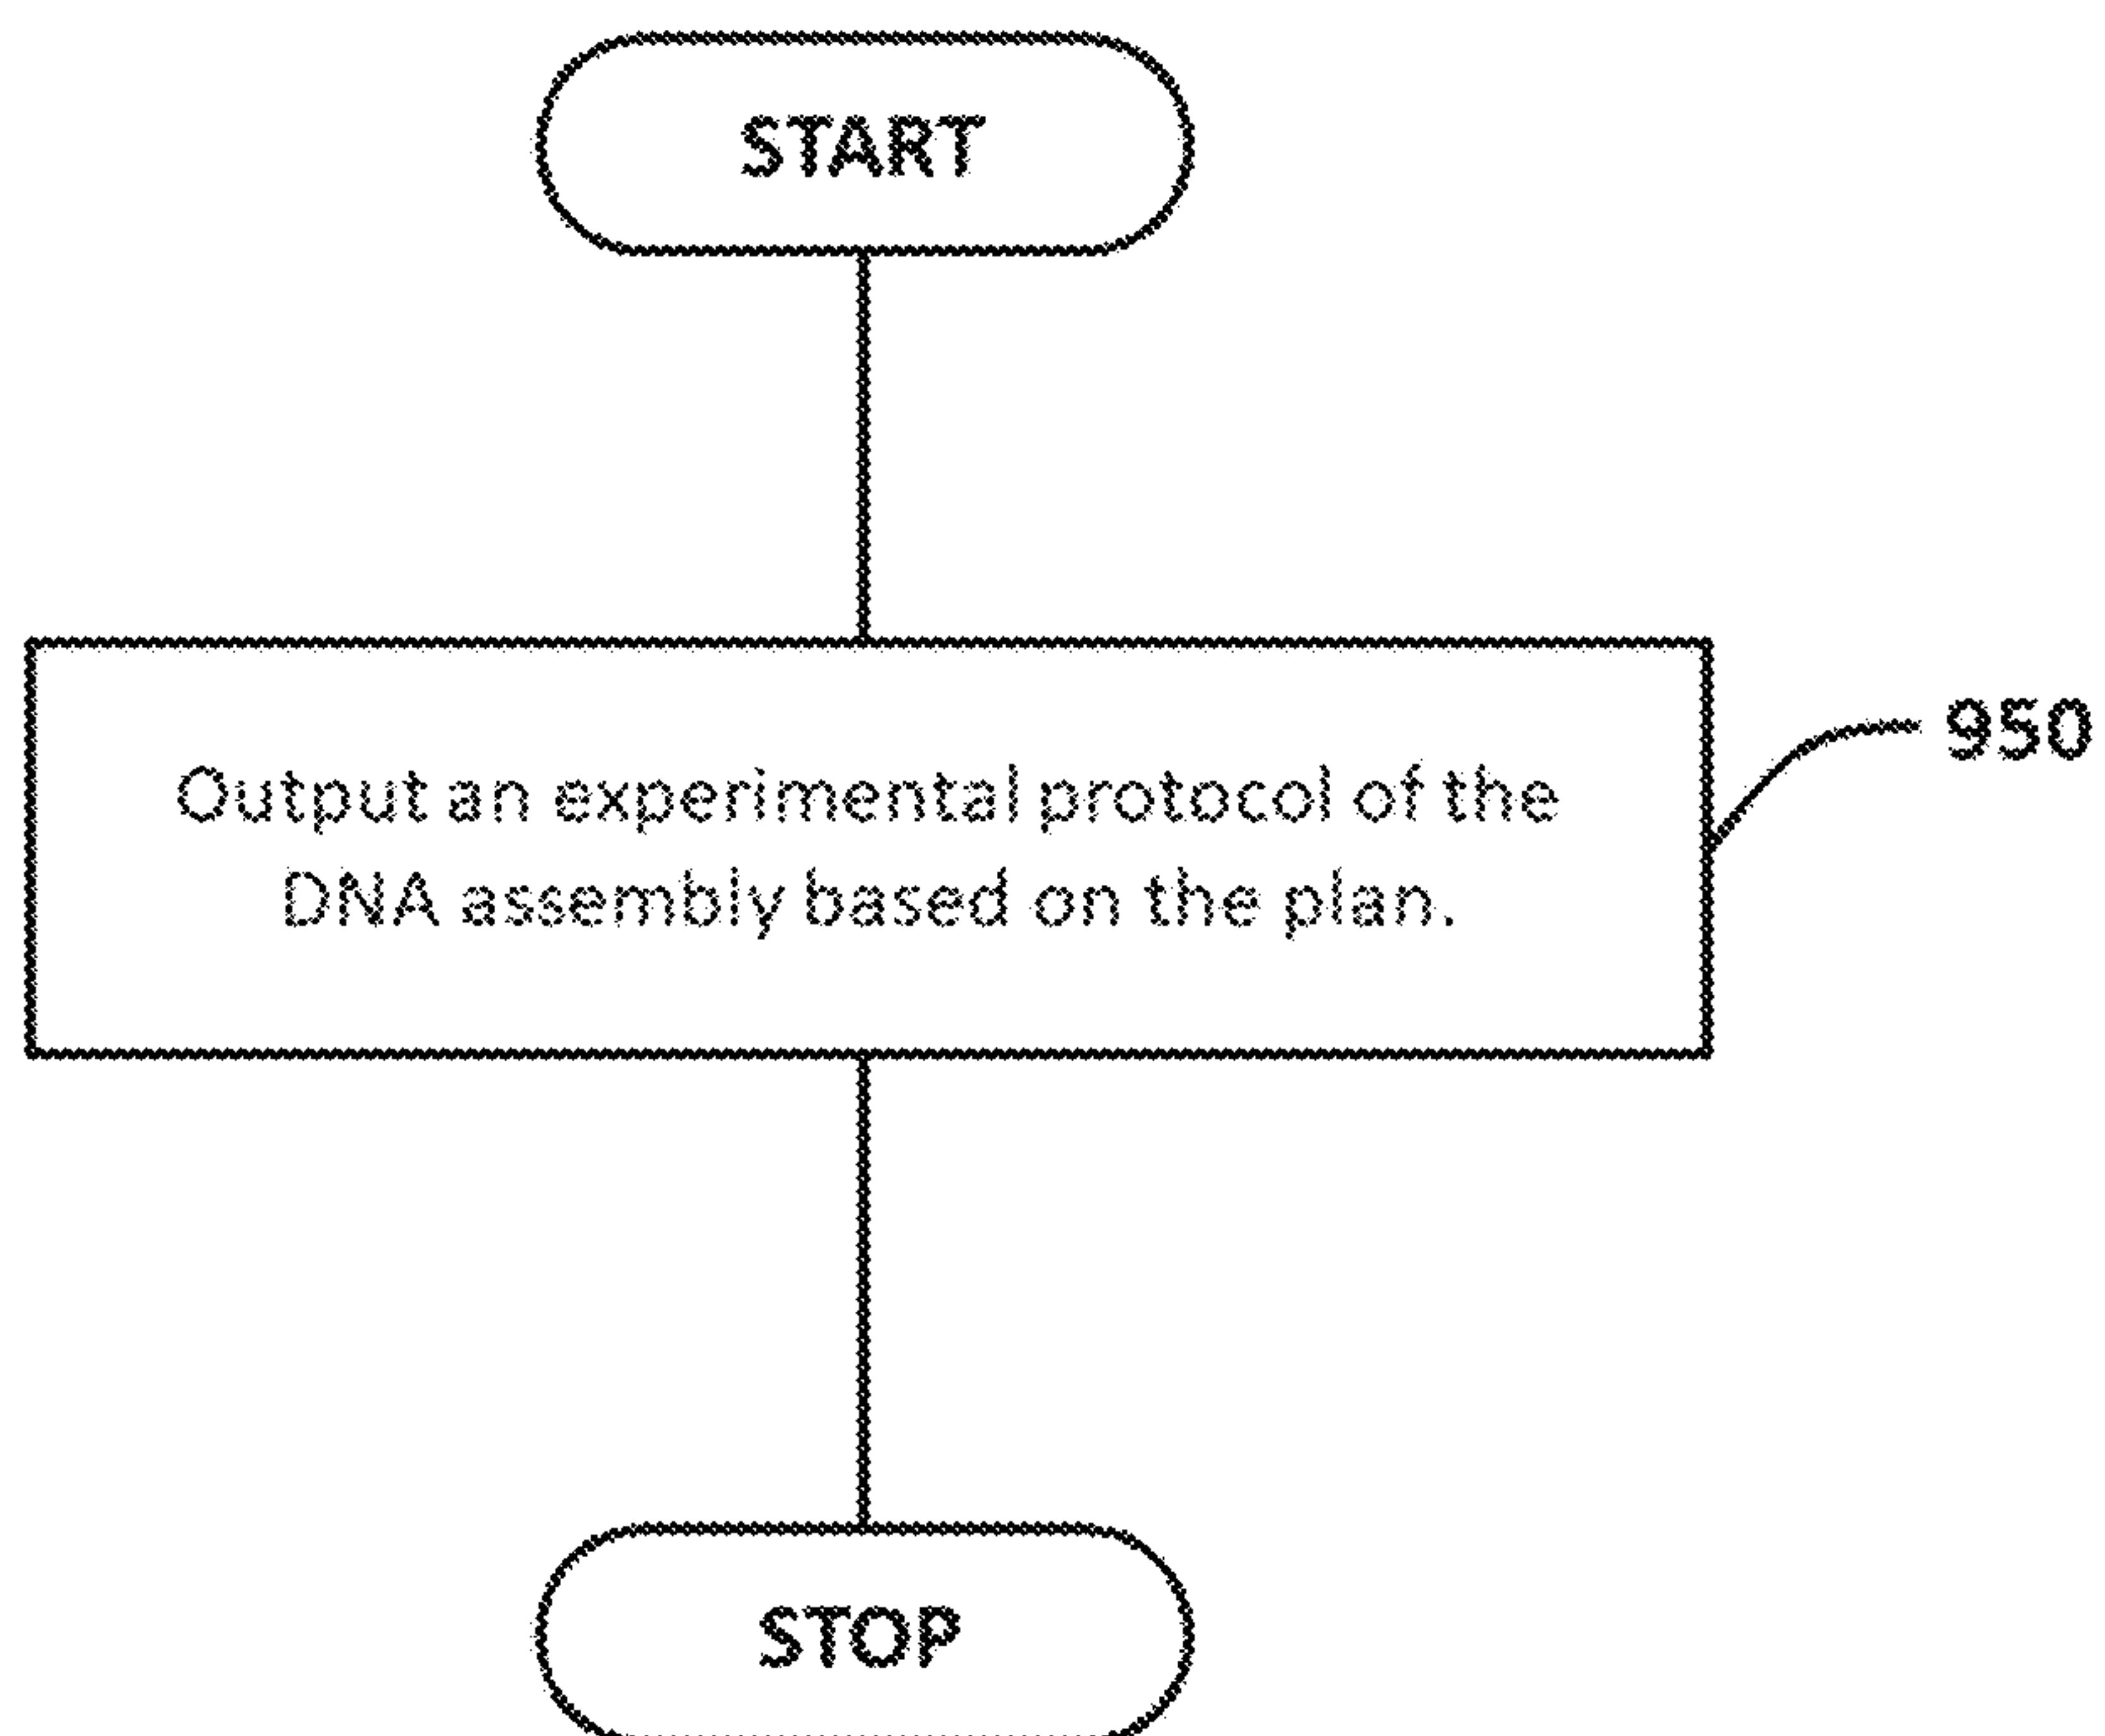 START
950
Output an experimental protocol of the
DNA assembly based on the plan.
STOP